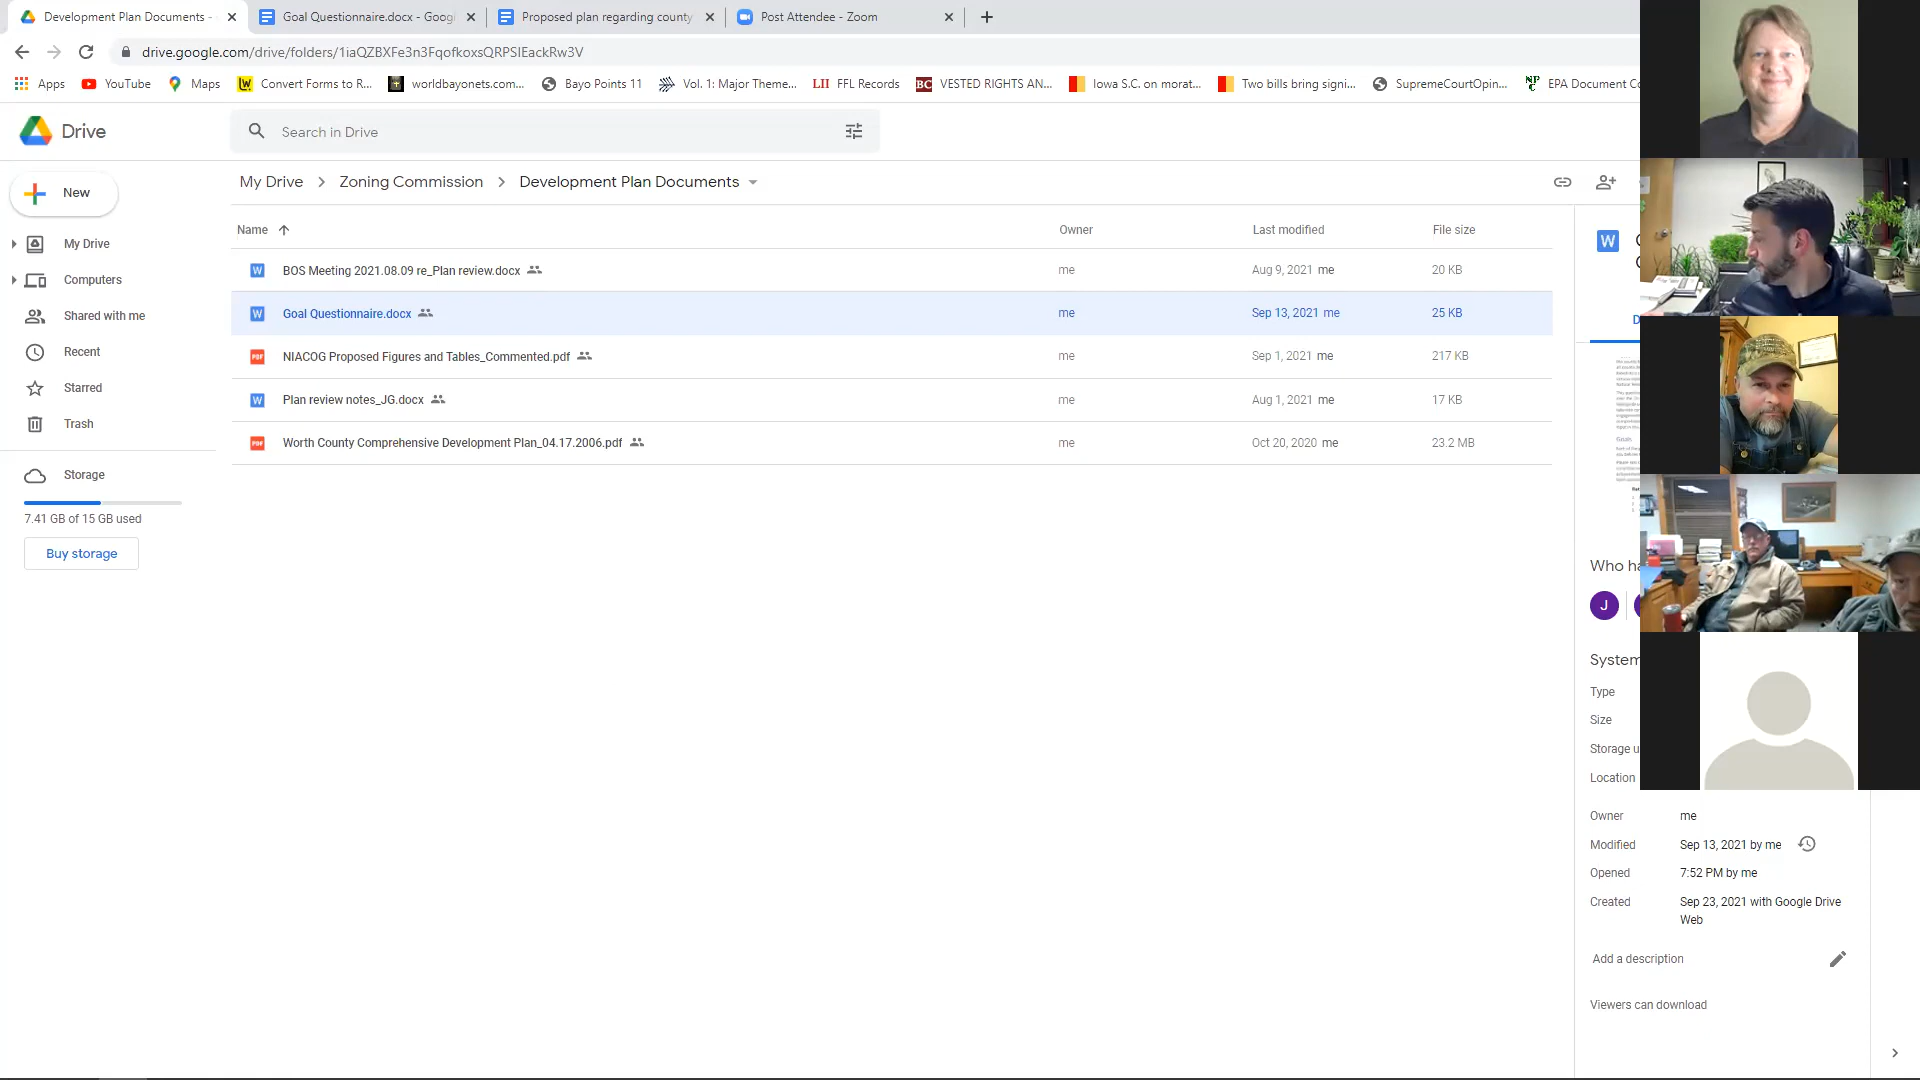 Development Plan Documents -
Goal Questionnaire.docx - Googl
Proposed plan regarding county
Post Attendee - Zoom
drive.google.com/drive/folders/1iaQZBXFe3n3FqofkoxsQRPSIEackRw3V
Apps
YouTube
Maps
Convert Forms to R...
worldbayonets.com...
Bayo Points 11
Vol. 1: Major Theme...
LII FFL Records
BC VESTED RIGHTS AN...
Iowa S.C. on morat...
Two bills bring signi...
SupremeCourtOpin...
EPA Document Co
Drive
Search in Drive
New
My Drive
Zoning Commission
Development Plan Documents
My Drive
Computers
Shared with me
Recent
Starred
Trash
Storage
7.41 GB of 15 GB used
Buy storage
Name Owner Last modified File size
BOS Meeting 2021.08.09 re_Plan review.docx me Aug 9, 2021 me 20 KB
Goal Questionnaire.docx me Sep 13, 2021 me 25 KB
NIACOG Proposed Figures and Tables_Commented.pdf me Sep 1, 2021 me 217 KB
Plan review notes_JG.docx me Aug 1, 2021 me 17 KB
Worth County Comprehensive Development Plan_04.17.2006.pdf me Oct 20, 2020 me 23.2 MB
Who ha
J
System
Type
Size
Storage u
Location
Owner me
Modified Sep 13, 2021 by me
Opened 7:52 PM by me
Created Sep 23, 2021 with Google Drive
Web
Add a description
Viewers can download